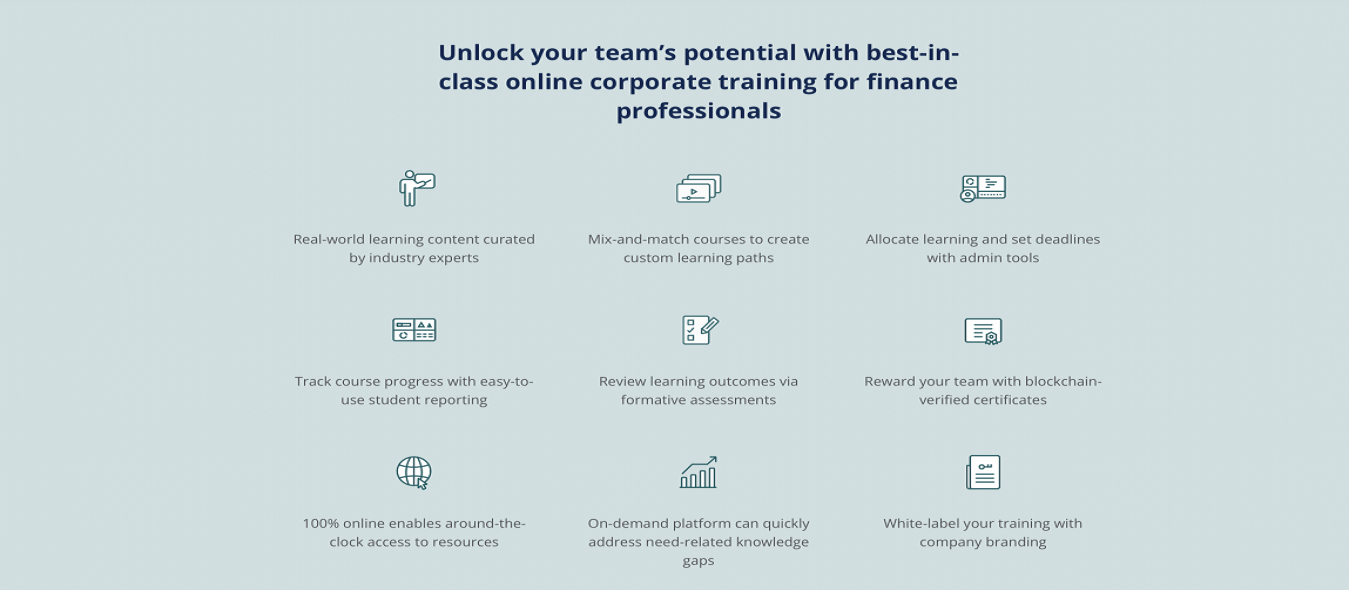 Unlock your team’s potential with best-in-
class online corporate training for finance
professionals
Real-world learning content curated
by industry experts
Mix-and-match courses to create
custom learning paths
Allocate learning and set deadlines
with admin tools
Track course progress with easy-to-
use student reporting
Review learning outcomes via
formative assessments
Reward your team with blockchain-
verified certificates
100% online enables around-the-
clock access to resources
On-demand platform can quickly
address need-related knowledge
gaps
White-label your training with
company branding